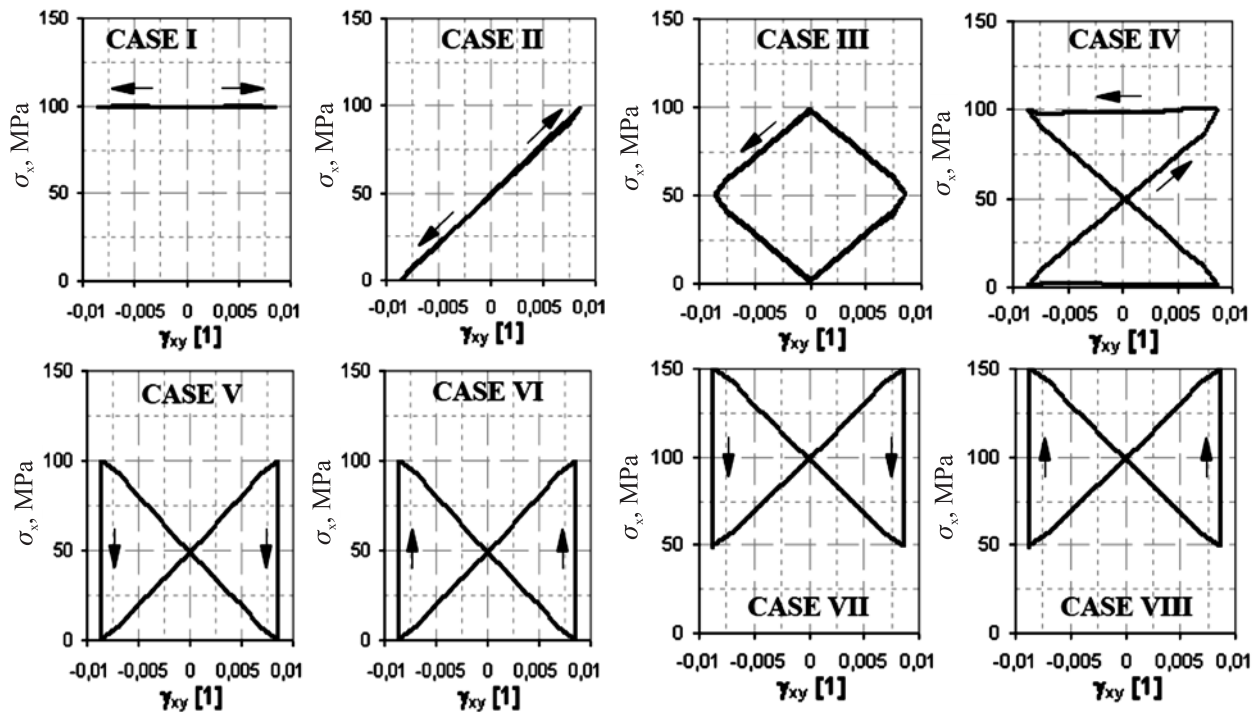 CASE I
σx, MPa
150
100
50
0
-0,01 -0,005 0 0,005 0,01
γxy [1]
CASE II
σx, MPa
150
100
50
0
-0,01 -0,005 0 0,005 0,01
γxy [1]
CASE III
σx, MPa
150
100
50
0
-0,01 -0,005 0 0,005 0,01
γxy [1]
CASE IV
σx, MPa
150
100
50
0
-0,01 -0,005 0 0,005 0,01
γxy [1]
CASE V
σx, MPa
150
100
50
0
-0,01 -0,005 0 0,005 0,01
γxy [1]
CASE VI
σx, MPa
150
100
50
0
-0,01 -0,005 0 0,005 0,01
γxy [1]
CASE VII
σx, MPa
150
100
50
0
-0,01 -0,005 0 0,005 0,01
γxy [1]
CASE VIII
σx, MPa
150
100
50
0
-0,01 -0,005 0 0,005 0,01
γxy [1]